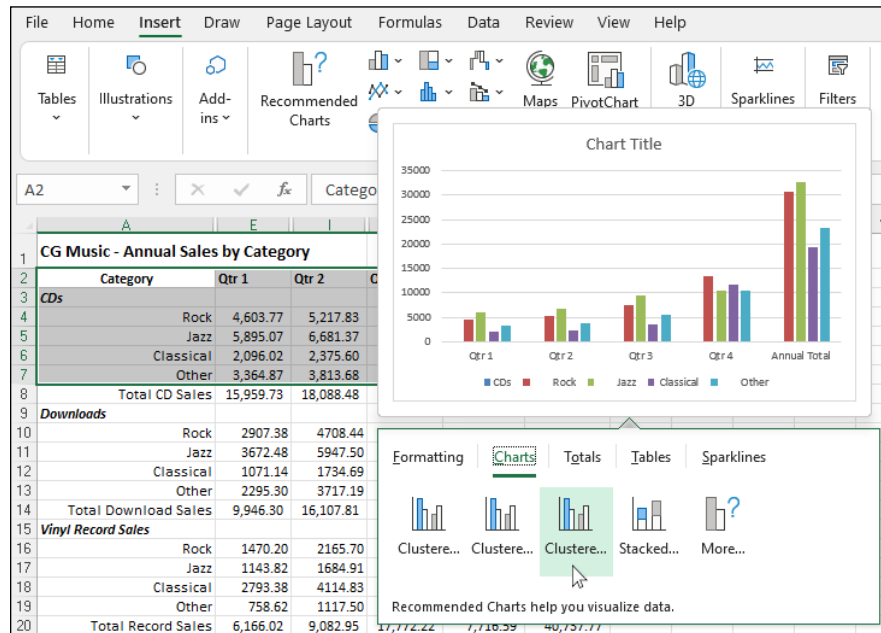 File Home Insert Draw Page Layout Formulas Data Review View Help
Tables Illustrations Add-ins Recommended Charts Maps PivotChart 3D Sparklines Filters
A2 fx Catego
A E I
1 CG Music - Annual Sales by Category
2 Category Qtr 1 Qtr 2
3 CDs
4 Rock 4,603.77 5,217.83
5 Jazz 5,895.07 6,681.37
6 Classical 2,096.02 2,375.60
7 Other 3,364.87 3,813.68
8 Total CD Sales 15,959.73 18,088.48
9 Downloads
10 Rock 2907.38 4708.44
11 Jazz 3672.48 5947.50
12 Classical 1071.14 1734.69
13 Other 2295.30 3717.19
14 Total Download Sales 9,946.30 16,107.81
15 Vinyl Record Sales
16 Rock 1470.20 2165.70
17 Jazz 1143.82 1684.91
18 Classical 2793.38 4114.83
19 Other 758.62 1117.50
20 Total Record Sales 6,166.02 9,082.95 17,772.22 7,716.59 40,737.77
Chart Title
35000
30000
25000
20000
15000
10000
5000
0
Qtr 1 Qtr 2 Qtr 3 Qtr 4 Annual Total
CDs Rock Jazz Classical Other
Formatting Charts Totals Tables Sparklines
Clustere... Clustere... Clustere... Stacked... More...
Recommended Charts help you visualize data.